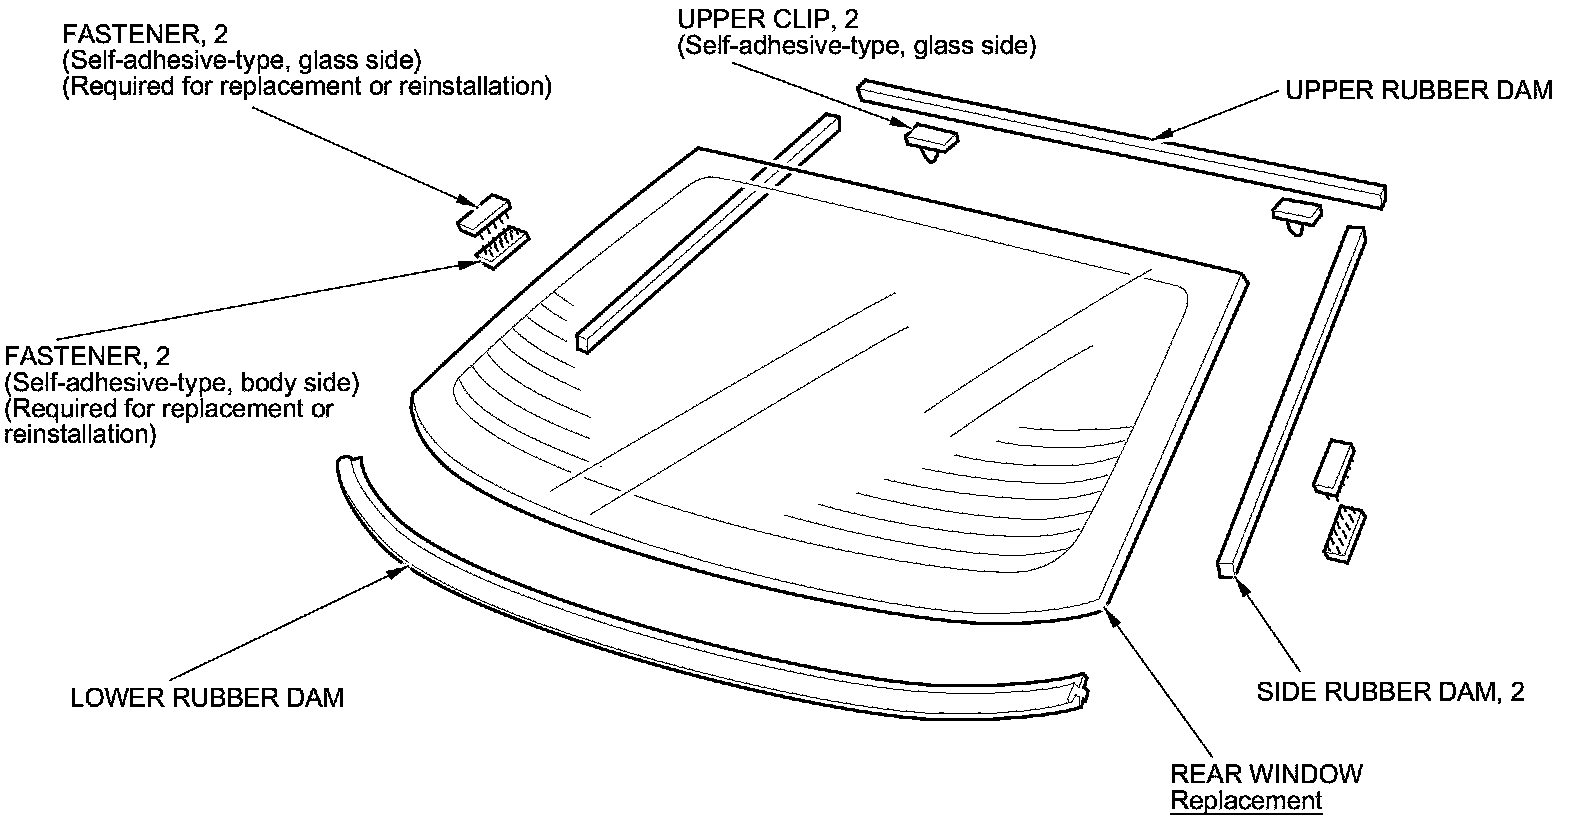 FASTENER, 2
(Self-adhesive-type, glass side)
(Required for replacement or reinstallation)
UPPER CLIP, 2
(Self-adhesive-type, glass side)
UPPER RUBBER DAM
FASTENER, 2
(Self-adhesive-type, body side)
(Required for replacement or
reinstallation)
LOWER RUBBER DAM
SIDE RUBBER DAM, 2
REAR WINDOW
Replacement